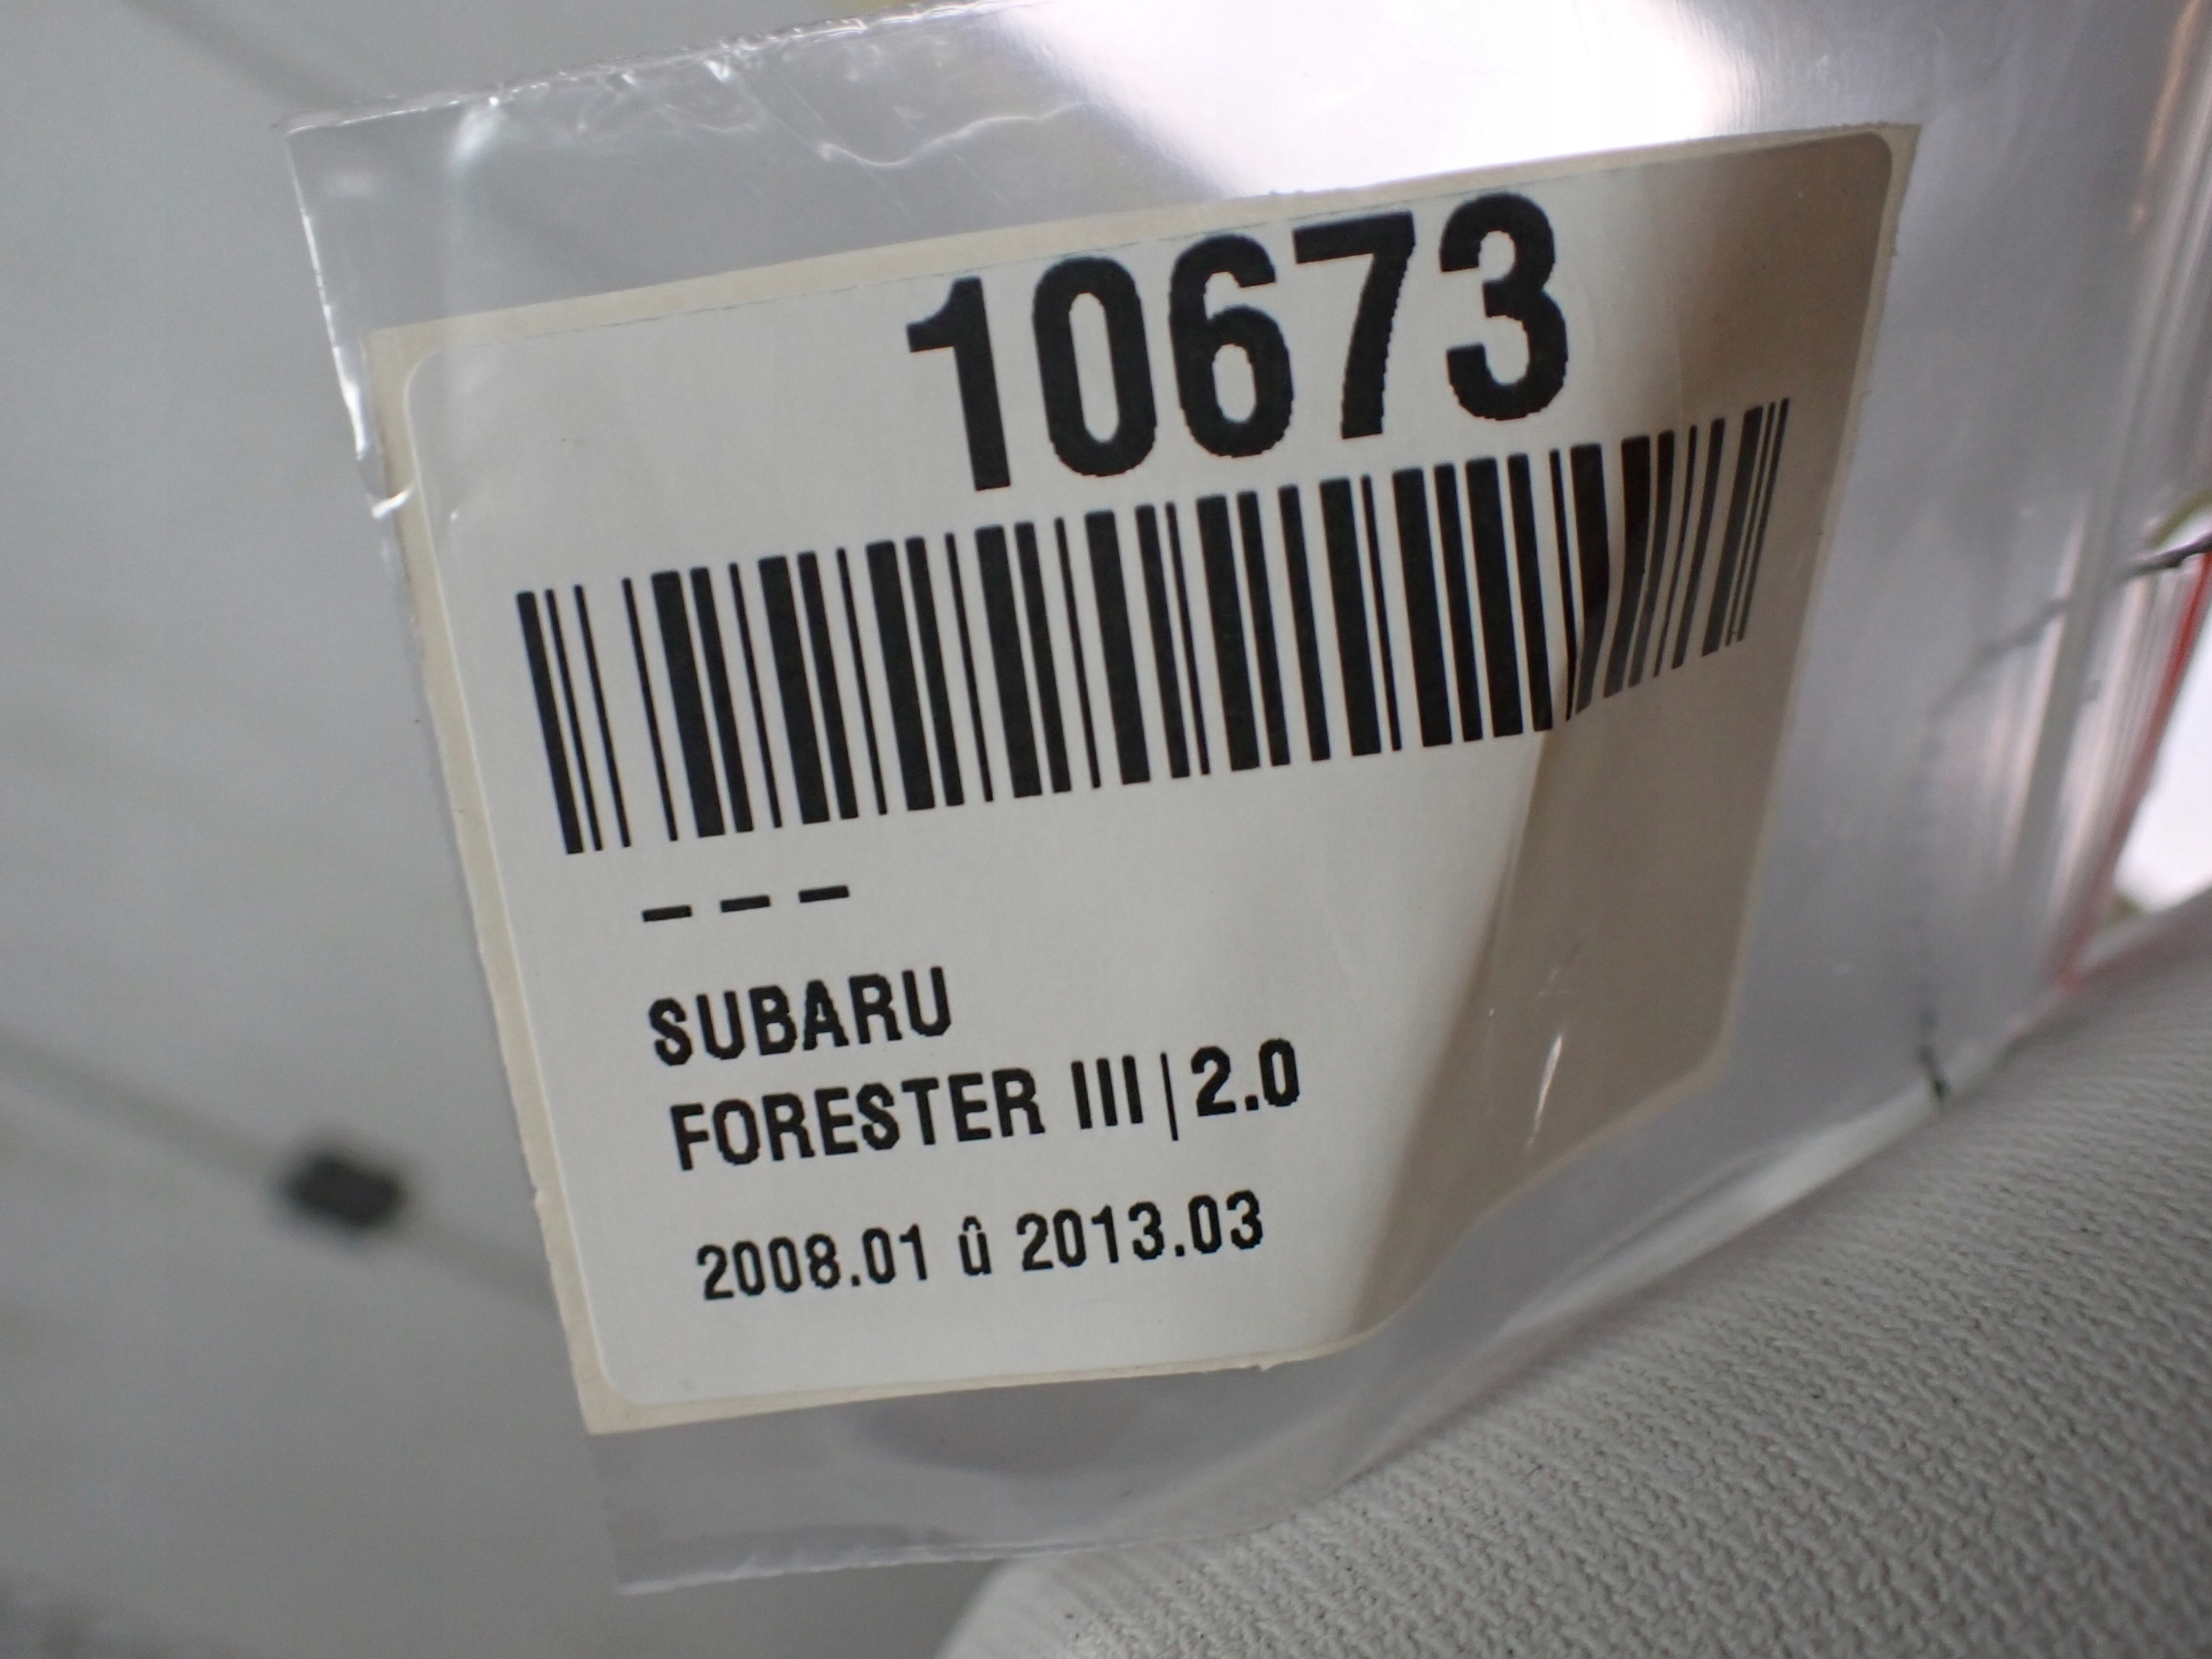 10673
– – –
SUBARU
FORESTER III|2.0
2008.01 û 2013.03